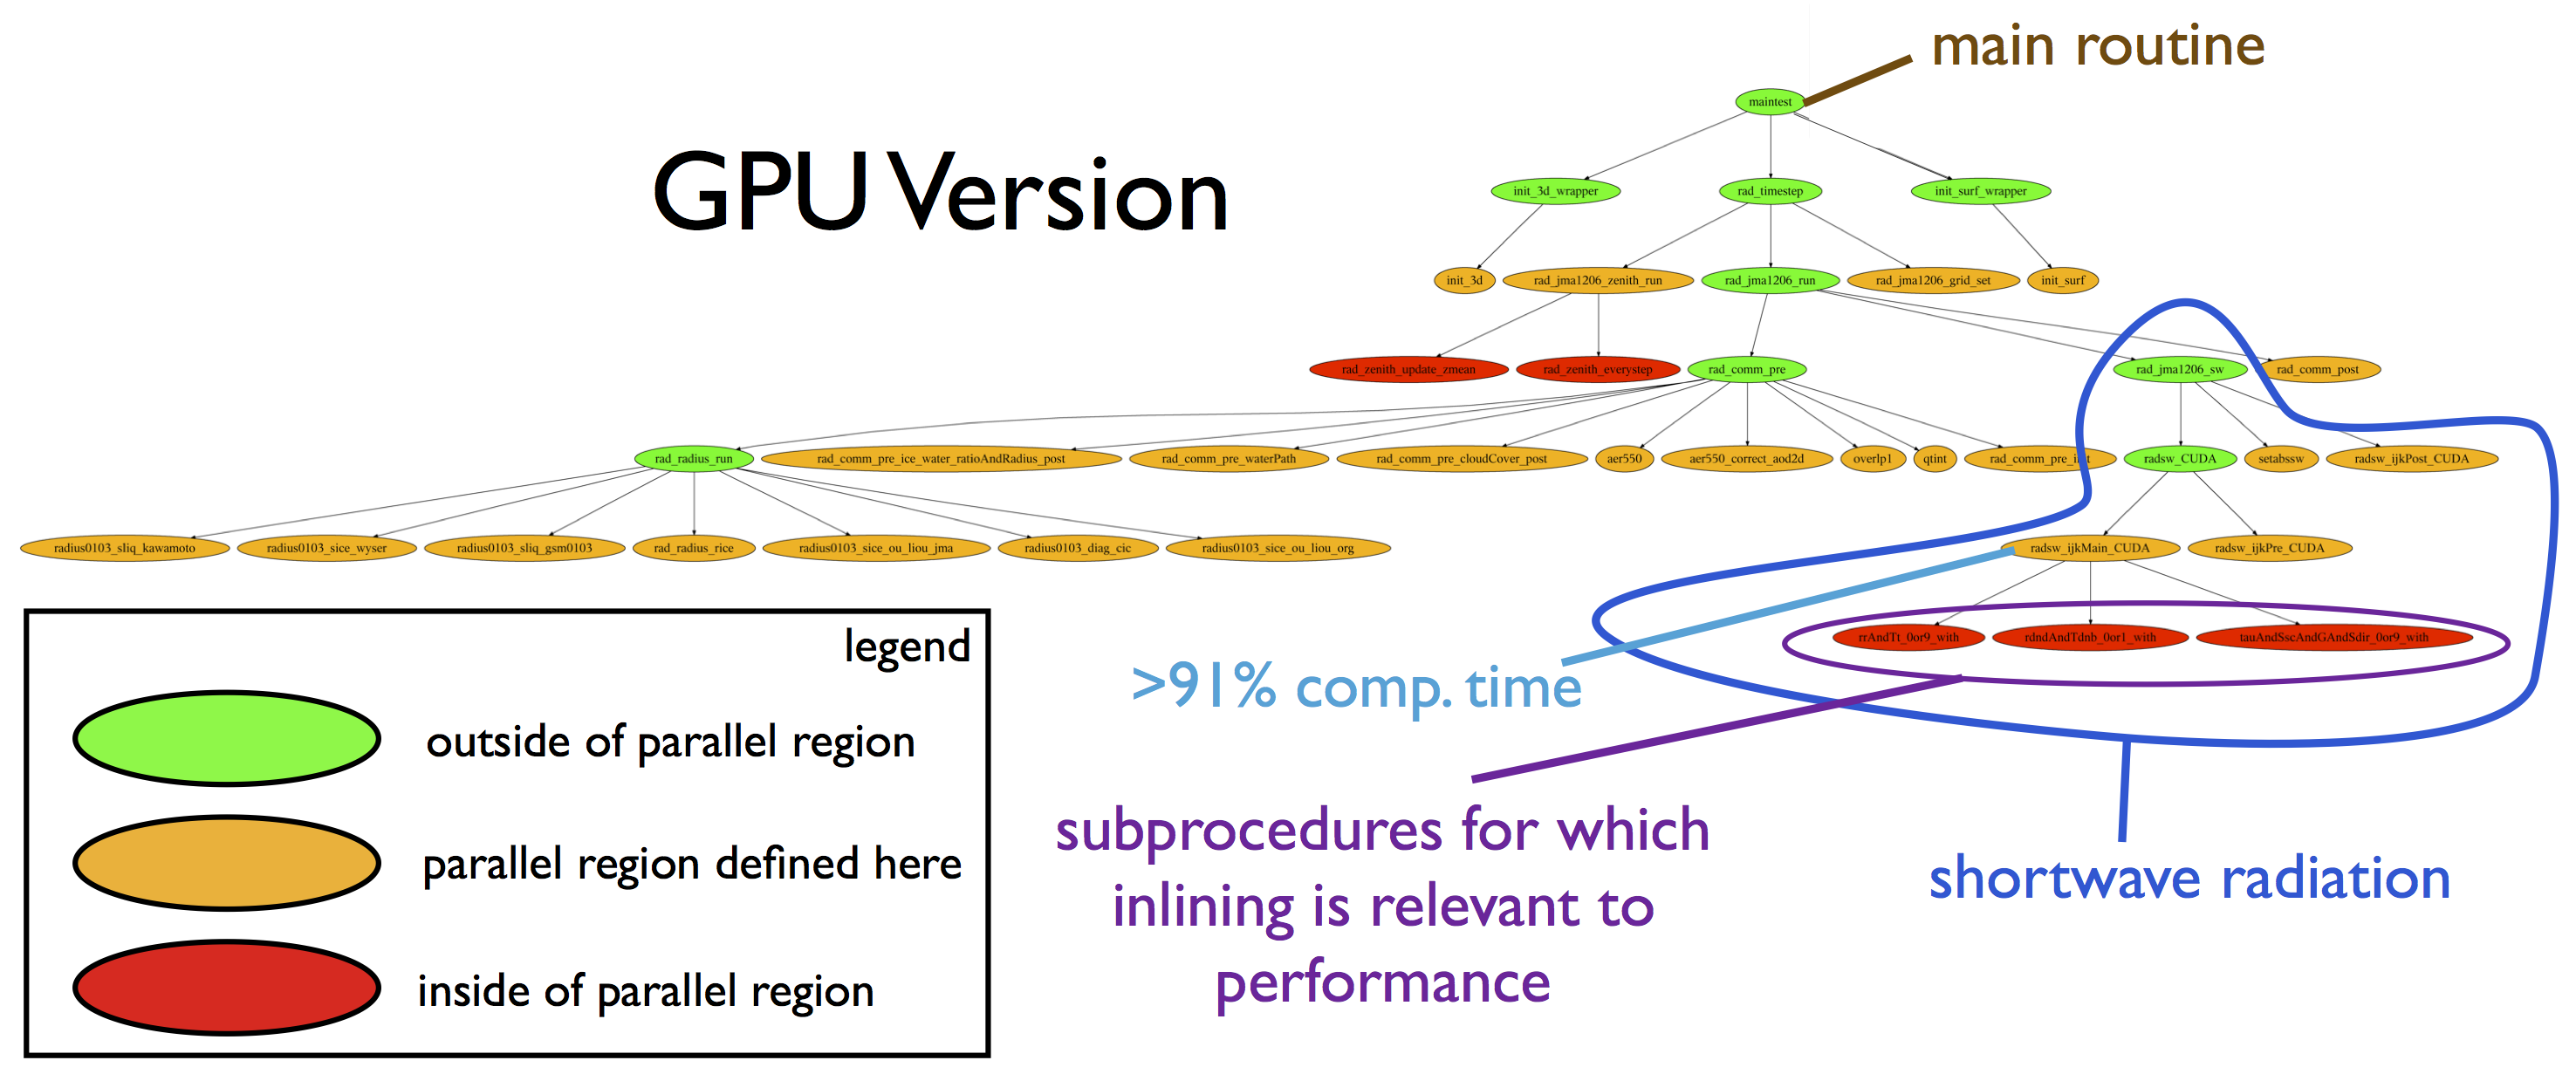 main routine
maintest
GPU Version
init_3d_wrapper
rad_timestep
init_surf_wrapper
init_3d
rad_jma1206_zenith_run
rad_jma1206_run
rad_jma1206_grid_set
init_surf
rad_zenith_update_zmean
rad_zenith_everystep
rad_comm_pre
rad_jma1206_sw
rad_comm_post
rad_radius_run
rad_comm_pre_ice_water_ratioAndRadius_post
rad_comm_pre_waterPath
rad_comm_pre_cloudCover_post
aer550
aer550_correct_aod2d
overlp1
qtint
rad_comm_pre_init
radsw_CUDA
setabssw
radsw_ijkPost_CUDA
radius0103_sliq_kawamoto
radius0103_sice_wyser
radius0103_sliq_gsm0103
rad_radius_rice
radius0103_sice_ou_liou_jma
radius0103_diag_cic
radius0103_sice_ou_liou_org
radsw_ijkMain_CUDA
radsw_ijkPre_CUDA
rrAndTt_0or9_with
rdndAndTdnb_0or1_with
tauAndSscAndGAndSdir_0or9_with
legend
outside of parallel region
parallel region defined here
inside of parallel region
>91% comp. time
subprocedures for which
inlining is relevant to
performance
shortwave radiation